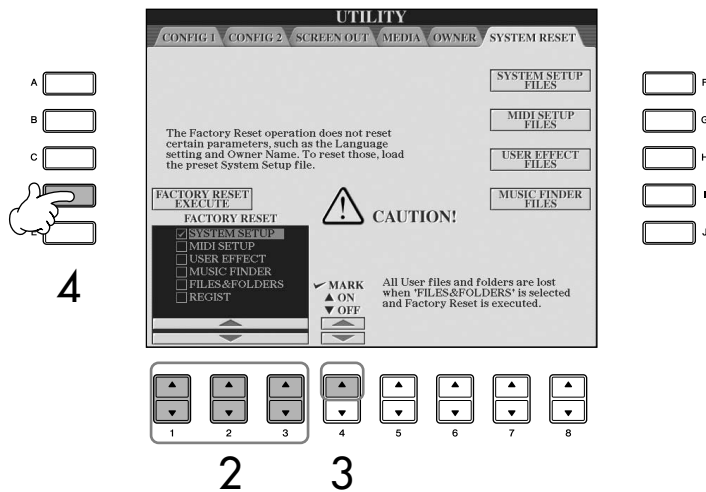 UTILITY
CONFIG 1 CONFIG 2 SCREEN OUT MEDIA OWNER SYSTEM RESET
SYSTEM SETUP
FILES
MIDI SETUP
FILES
USER EFFECT
FILES
MUSIC FINDER
FILES
A
B
C
F
The Factory Reset operation does not reset
certain parameters, such as the Language
setting and Owner Name. To reset those, load
the preset System Setup file.
FACTORY RESET
EXECUTE
FACTORY RESET
SYSTEM SETUP
MIDI SETUP
USER EFFECT
MUSIC FINDER
FILES&FOLDERS
REGIST
CAUTION!
MARK
▲ ON
▼ OFF
All User files and folders are lost
when 'FILES&FOLDERS' is selected
and Factory Reset is executed.
4
1 2 3 4 5 6 7 8
2 3